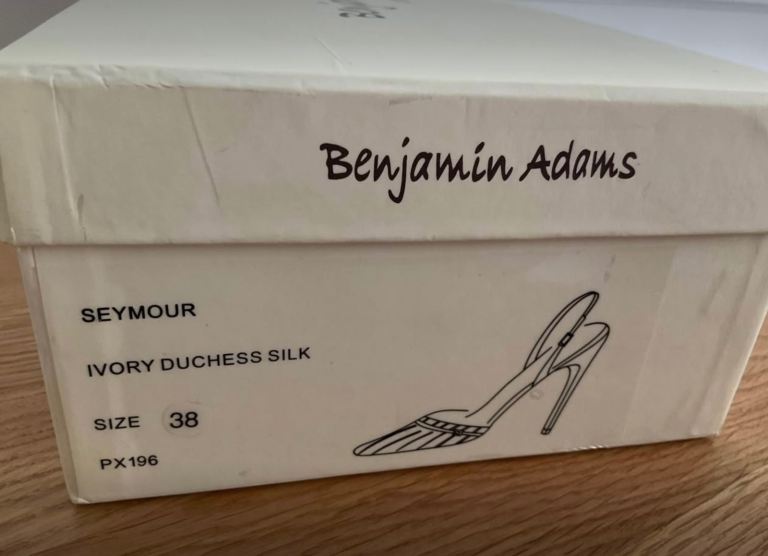 Benjamin Adams
SEYMOUR
IVORY DUCHESS SILK
SIZE 38
PX196